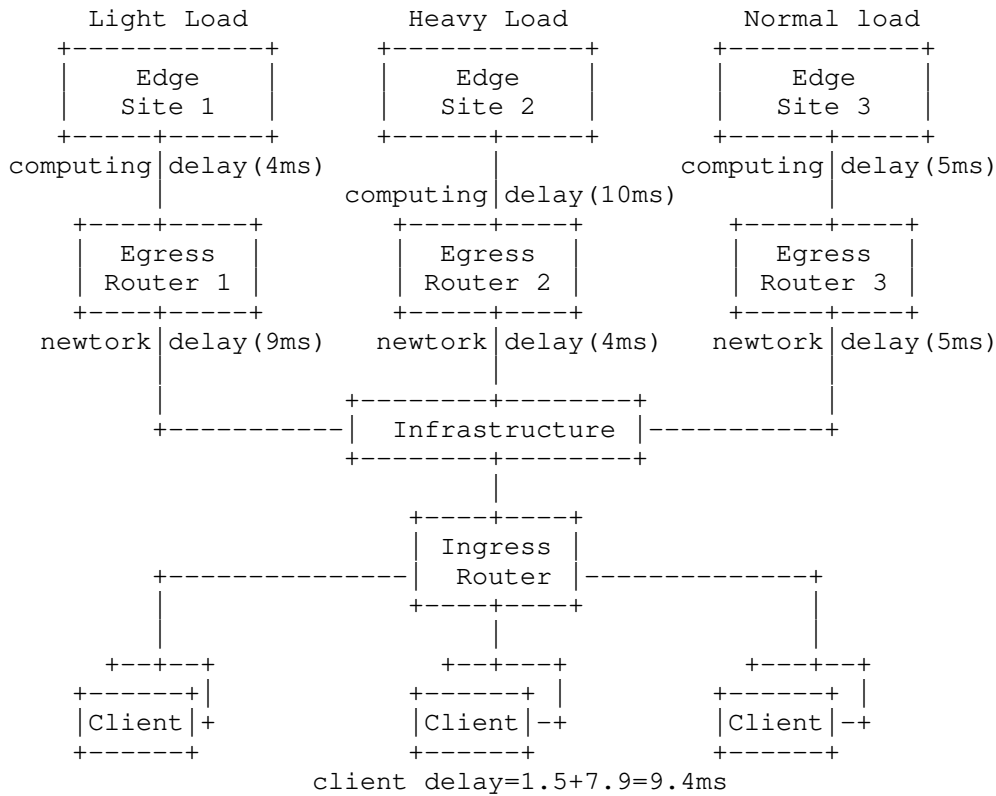 Light Load Heavy Load Normal load
Edge Edge Edge
Site 1 Site 2 Site 3
computing delay(4ms) computing delay(5ms)
computing delay(10ms)
Egress Egress Egress
Router 1 Router 2 Router 3
newtork delay(9ms) newtork delay(4ms) newtork delay(5ms)
Infrastructure
Ingress
Router
Client Client Client
client delay=1.5+7.9=9.4ms